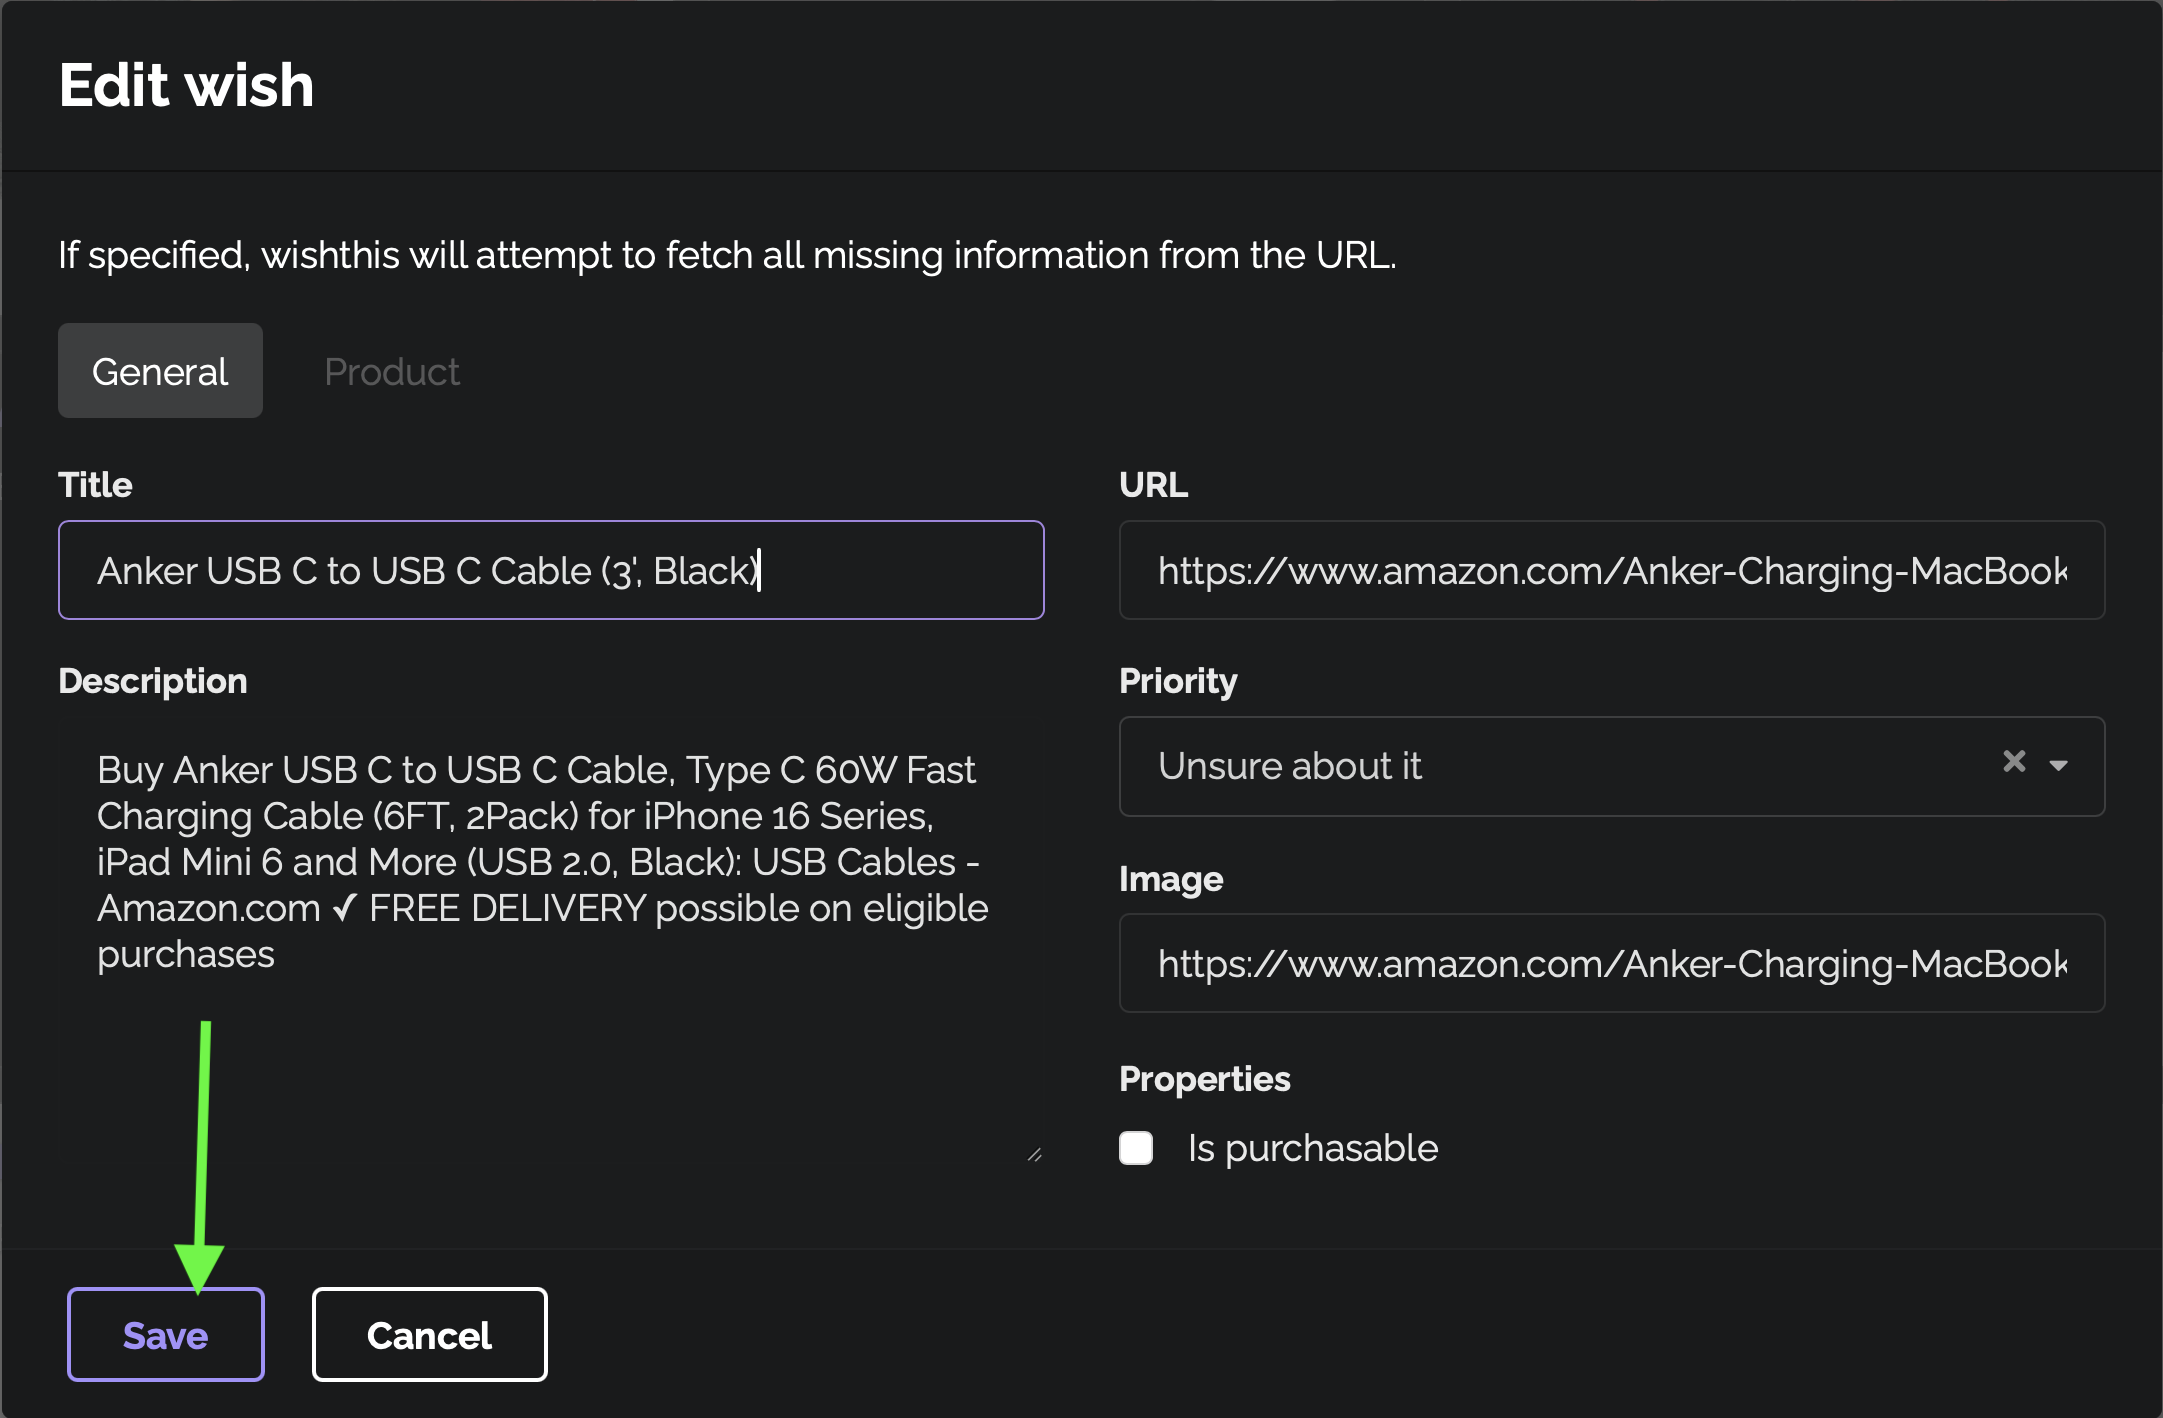 Edit wish
If specified, wishthis will attempt to fetch all missing information from the URL.
General
Product
Title
Anker USB C to USB C Cable (3', Black)
Description
Buy Anker USB C to USB C Cable, Type C 60W Fast
Charging Cable (6FT, 2Pack) for iPhone 16 Series,
iPad Mini 6 and More (USB 2.0, Black): USB Cables -
Amazon.com ✓ FREE DELIVERY possible on eligible
purchases
URL
https://www.amazon.com/Anker-Charging-MacBook
Priority
Unsure about it
Image
https://www.amazon.com/Anker-Charging-MacBook
Properties
Is purchasable
Save
Cancel